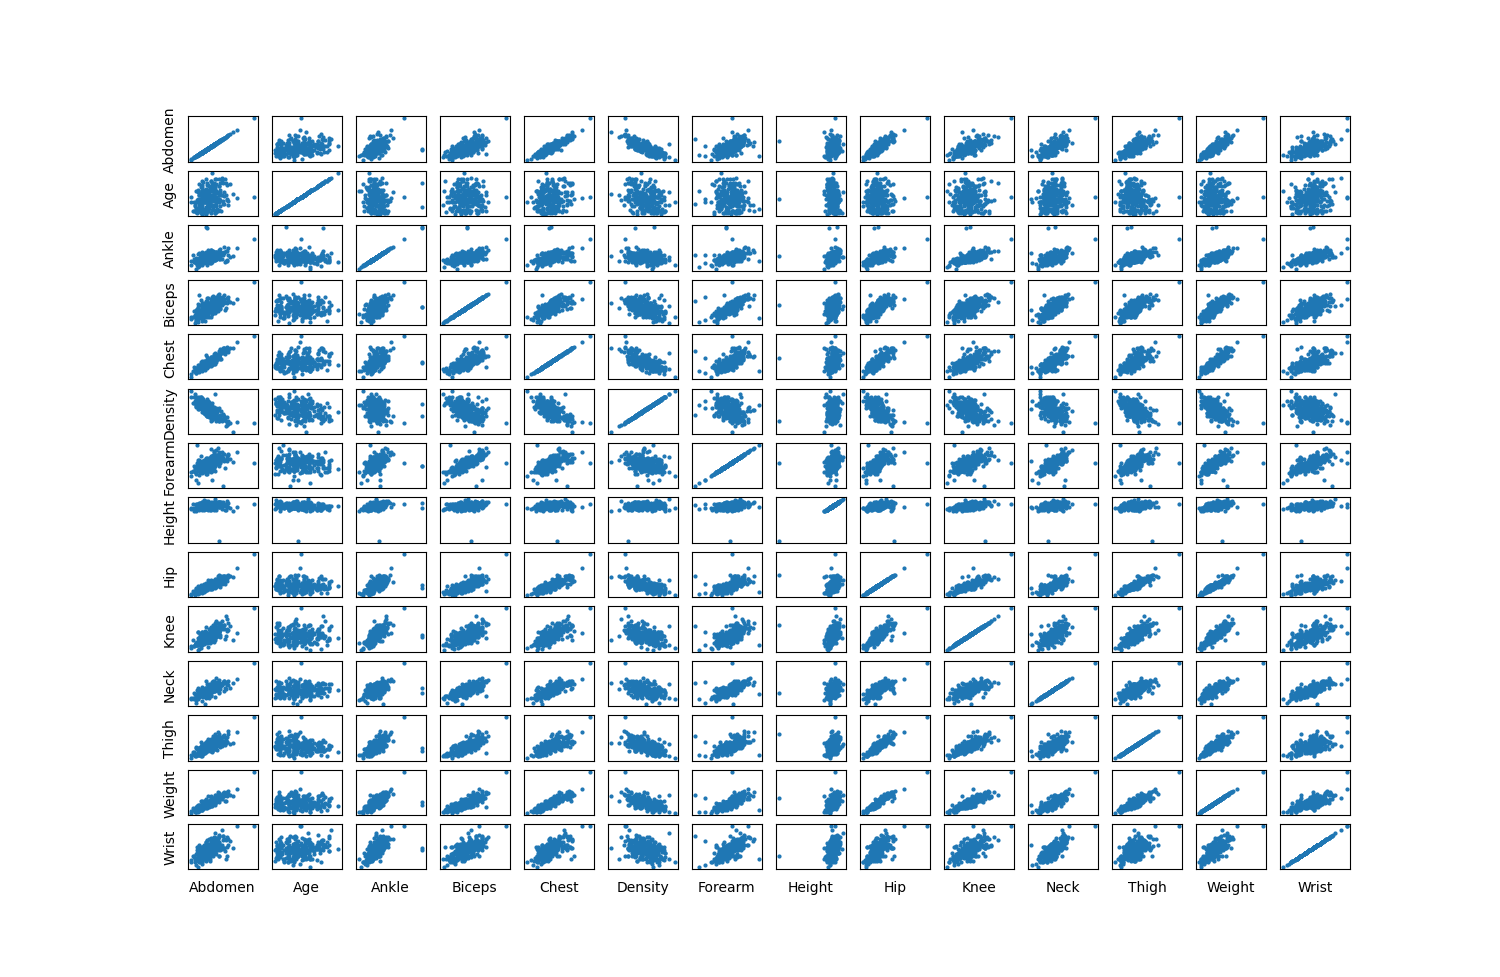 Abdomen
Age
Ankle
Biceps
Chest
Density
Forearm
Height
Hip
Knee
Neck
Thigh
Weight
Wrist
Abdomen Age Ankle Biceps Chest Density Forearm Height Hip Knee Neck Thigh Weight Wrist